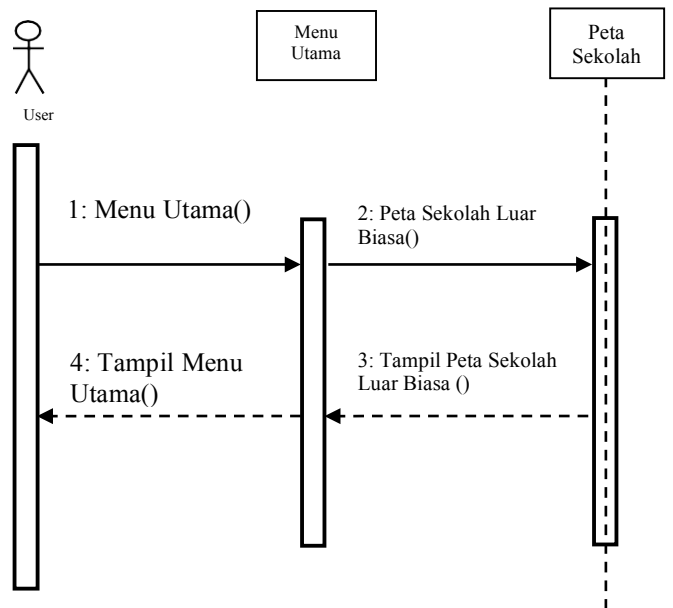 Menu
Utama
Peta
Sekolah
User
1: Menu Utama()
2: Peta Sekolah Luar
Biasa()
4: Tampil Menu
Utama()
3: Tampil Peta Sekolah
Luar Biasa ()